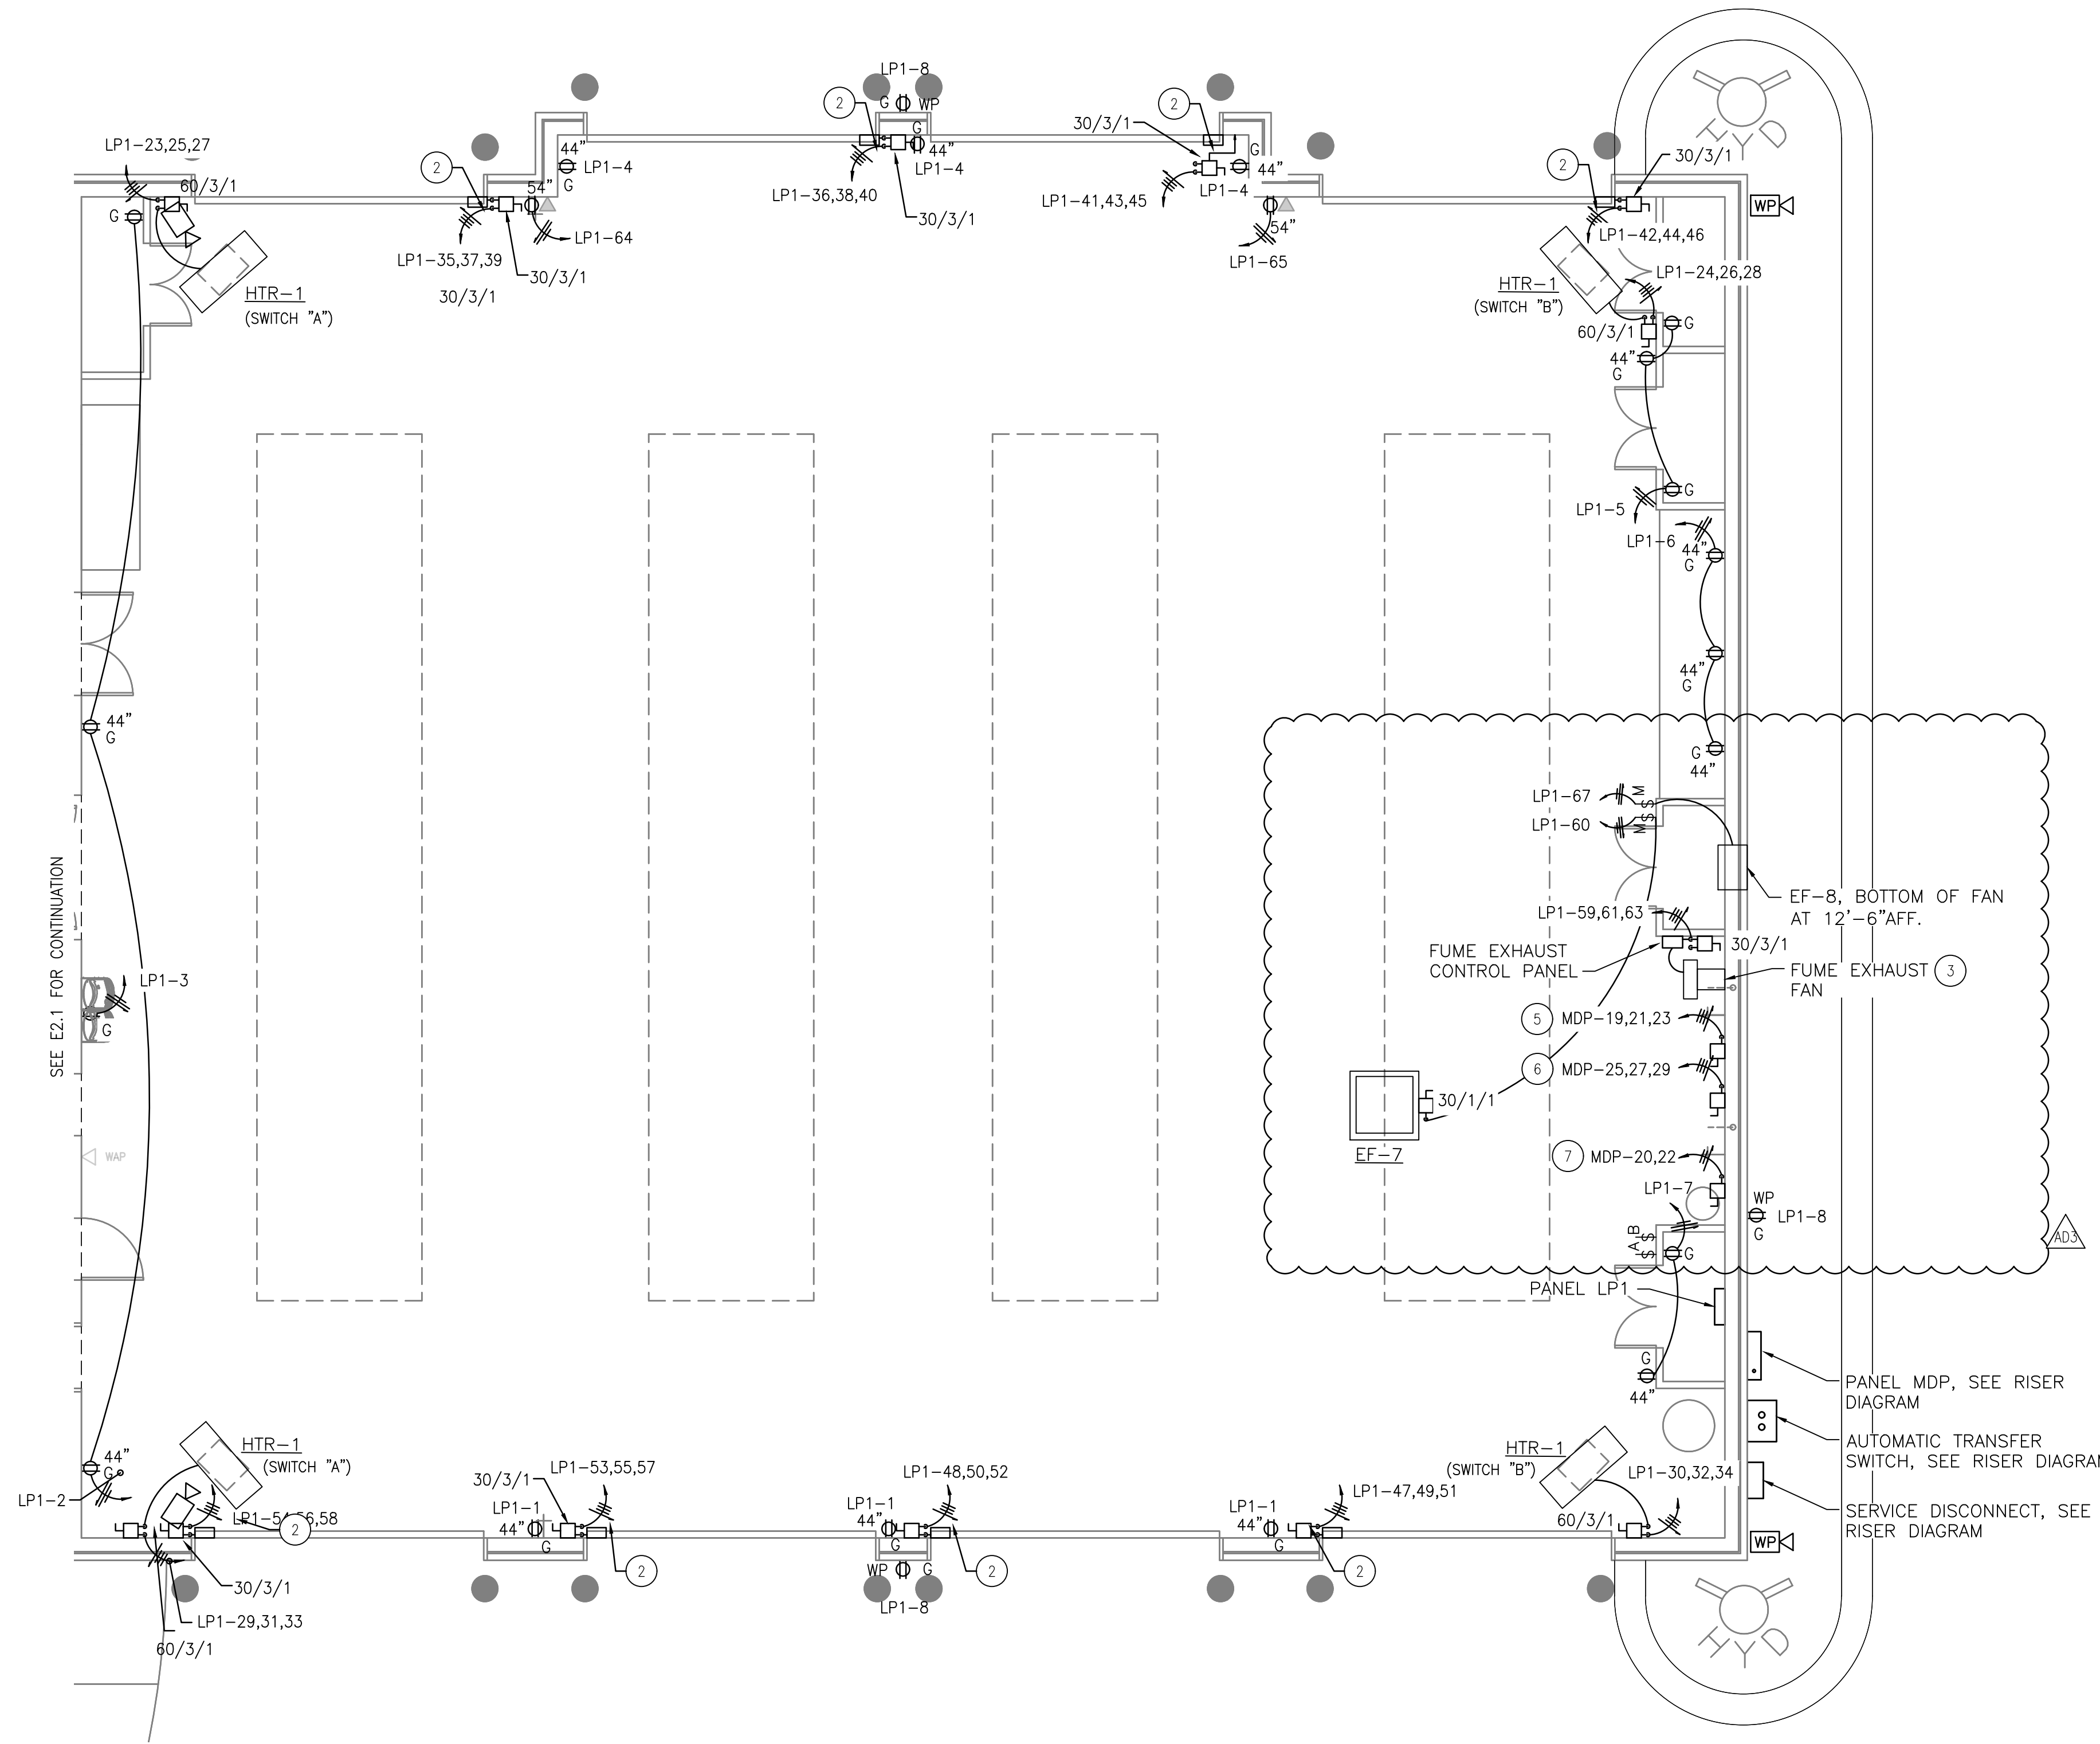 LP1-8
G
WP
2
G
44"
LP1-4
LP1-36,38,40
30/3/1
2
30/3/1
G
44"
LP1-4
LP1-41,43,45
54"
LP1-65
HYD
2
30/3/1
WP
LP1-42,44,46
LP1-23,25,27
60/3/1
G
HTR-1
(SWITCH "A")
2
44"
LP1-4
G
54"
LP1-64
LP1-35,37,39
30/3/1
30/3/1
HTR-1
(SWITCH "B")
LP1-24,26,28
60/3/1
G
44"
G
G
LP1-5
LP1-6
44"
G
44"
G
G
44"
44"
G
SEE E2.1 FOR CONTINUATION
LP1-3
G
WAP
LP1-67
LP1-60
S M
M S
EF-8, BOTTOM OF FAN
AT 12'-6"AFF.
LP1-59,61,63
30/3/1
FUME EXHAUST
CONTROL PANEL
FUME EXHAUST
FAN
3
5
MDP-19,21,23
6
MDP-25,27,29
30/1/1
EF-7
7
MDP-20,22
LP1-7
A B
S S
G
WP
LP1-8
G
AD3
PANEL LP1
G
44"
PANEL MDP, SEE RISER
DIAGRAM
AUTOMATIC TRANSFER
SWITCH, SEE RISER DIAGRAM
SERVICE DISCONNECT, SEE
RISER DIAGRAM
44"
G
LP1-2
HTR-1
(SWITCH "A")
LP1-54,56,58
2
30/3/1
LP1-29,31,33
60/3/1
30/3/1
LP1-53,55,57
LP1-1
44"
G
2
LP1-48,50,52
LP1-1
44"
G
WP
G
LP1-8
2
LP1-47,49,51
LP1-1
44"
G
2
HTR-1
(SWITCH "B")
LP1-30,32,34
60/3/1
WP
HYD